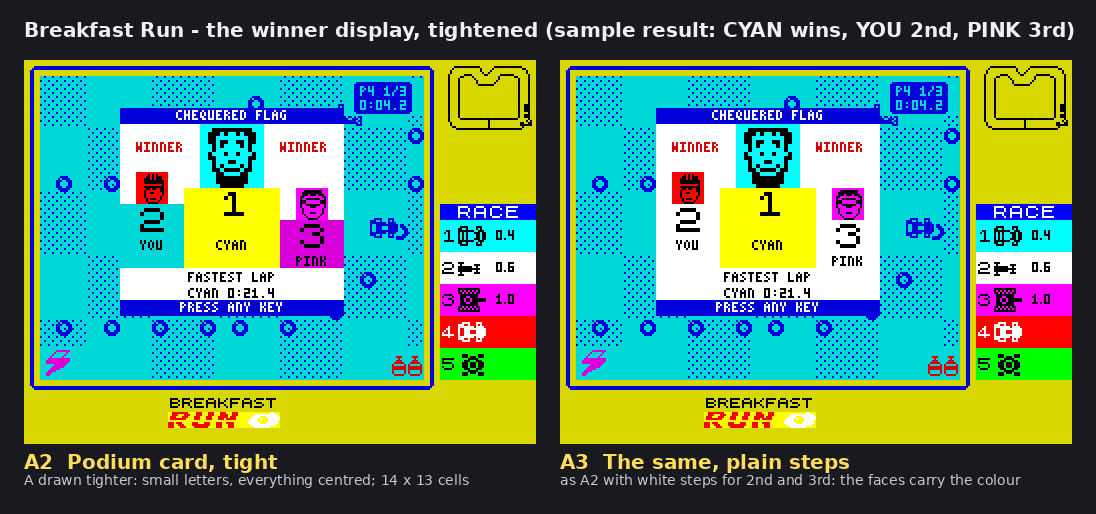 Breakfast Run - the winner display, tightened (sample result: CYAN wins, YOU 2nd, PINK 3rd)
P4 1/3
0:04.2
CHEQUERED FLAG
WINNER WINNER
1
2
YOU
CYAN
3
PINK
FASTEST LAP
CYAN 0:21.4
PRESS ANY KEY
RACE
1 0.4
2 0.6
3 1.0
4
5
BREAKFAST
RUN
P4 1/3
0:04.2
CHEQUERED FLAG
WINNER WINNER
1
2
YOU
CYAN
3
PINK
FASTEST LAP
CYAN 0:21.4
PRESS ANY KEY
RACE
1 0.4
2 0.6
3 1.0
4
5
BREAKFAST
RUN
A2 Podium card, tight
A drawn tighter: small letters, everything centred; 14 x 13 cells
A3 The same, plain steps
as A2 with white steps for 2nd and 3rd: the faces carry the colour